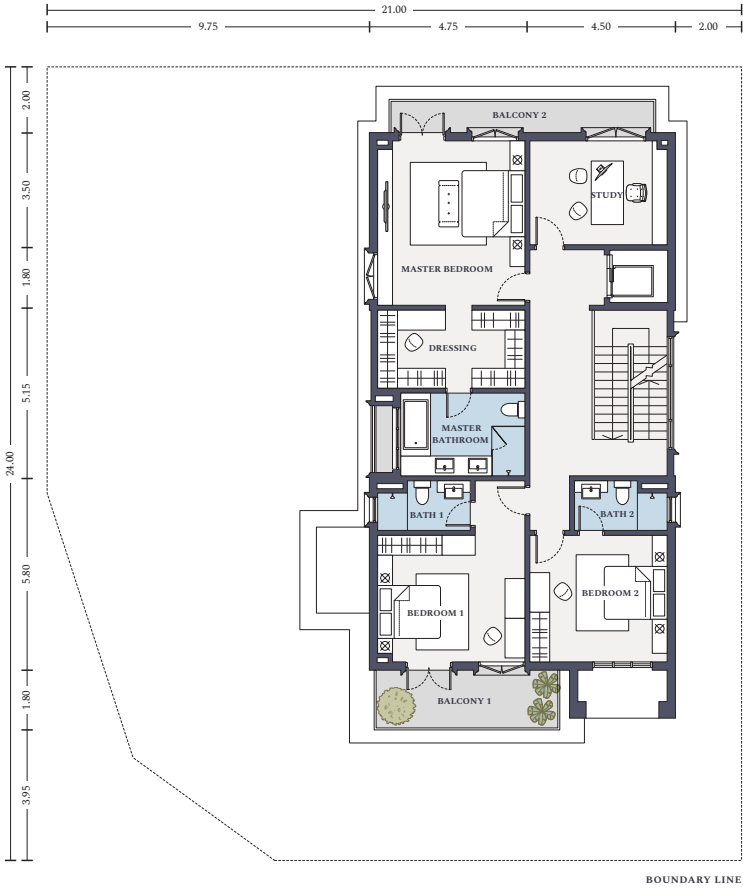 21.00
9.75
4.75
4.50
2.00
2.00
3.50
1.80
5.15
24.00
5.80
1.80
3.95
BALCONY 2
STUDY
MASTER BEDROOM
DRESSING
MASTER
BATHROOM
BATH 1
BATH 2
BEDROOM 1
BEDROOM 2
BALCONY 1
BOUNDARY LINE